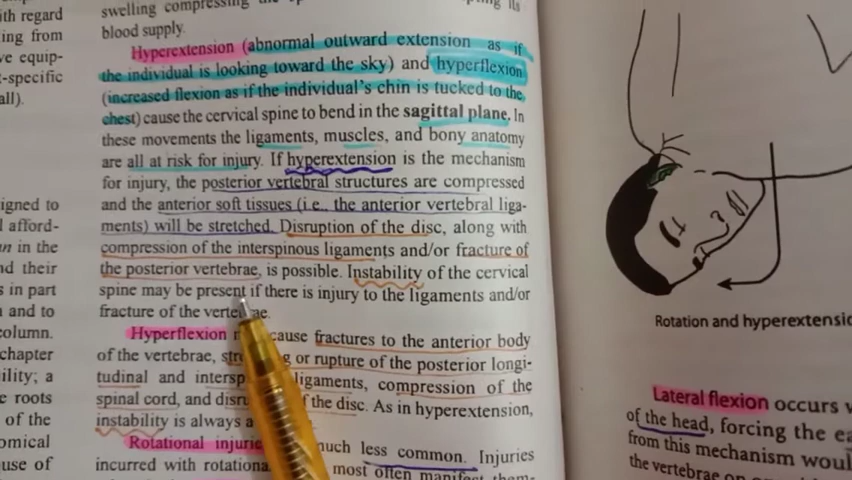 ith regard
ing from
ve equip-
t-specific
all).
igned to
l afford-
n in the
nd their
s in part
n and to
column.
chapter
ility; a
e roots
of the
omical
use of
swelling compressing the
its
blood supply.
Hyperextension (abnormal outward extension as if
the individual is looking toward the sky) and hyperflexion
(increased flexion as if the individual's chin is tucked to the
chest) cause the cervical spine to bend in the sagittal plane. In
these movements the ligaments, muscles, and bony anatomy
are all at risk for injury. If hyperextension is the mechanism
for injury, the posterior vertebral structures are compressed
and the anterior soft tissues (i.e., the anterior vertebral liga-
ments) will be stretched. Disruption of the disc, along with
compression of the interspinous ligaments and/or fracture of
the posterior vertebrae, is possible. Instability of the cervical
spine may be present if there is injury to the ligaments and/or
fracture of the vertebrae.
Hyperflexion cause fractures to the anterior body
of the vertebrae, or rupture of the posterior longi-
tudinal and ligaments, compression of the
spinal cord, and of the disc. As in hyperextension,
instability is always a
Rotational much less common. Injuries
incurred with most often manifest them-
Rotation and hyperextensio
Lateral flexion occurs
of the head, forcing the ea
from this mechanism woul
the vertebrae on